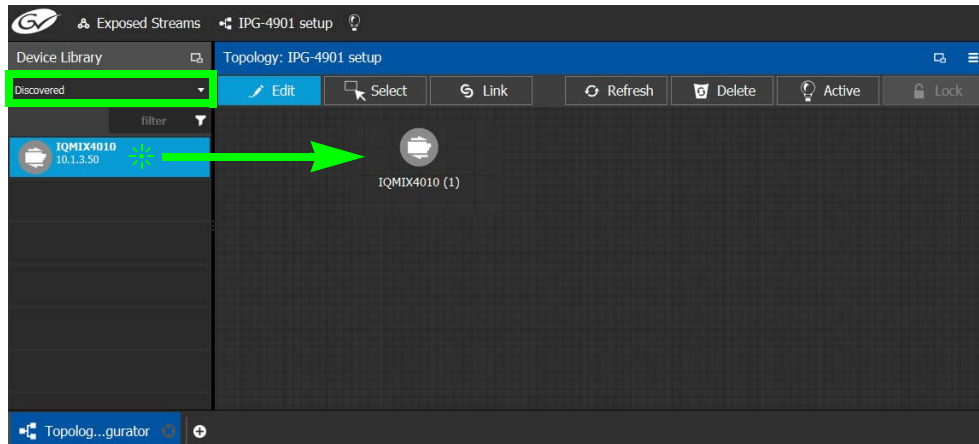 GV Exposed Streams IPG-4901 setup
Device Library
Topology: IPG-4901 setup
Discovered
Edit Select Link Refresh Delete Active Lock
filter
IQMIX4010
10.1.3.50
IQMIX4010 (1)
Topolog...gurator